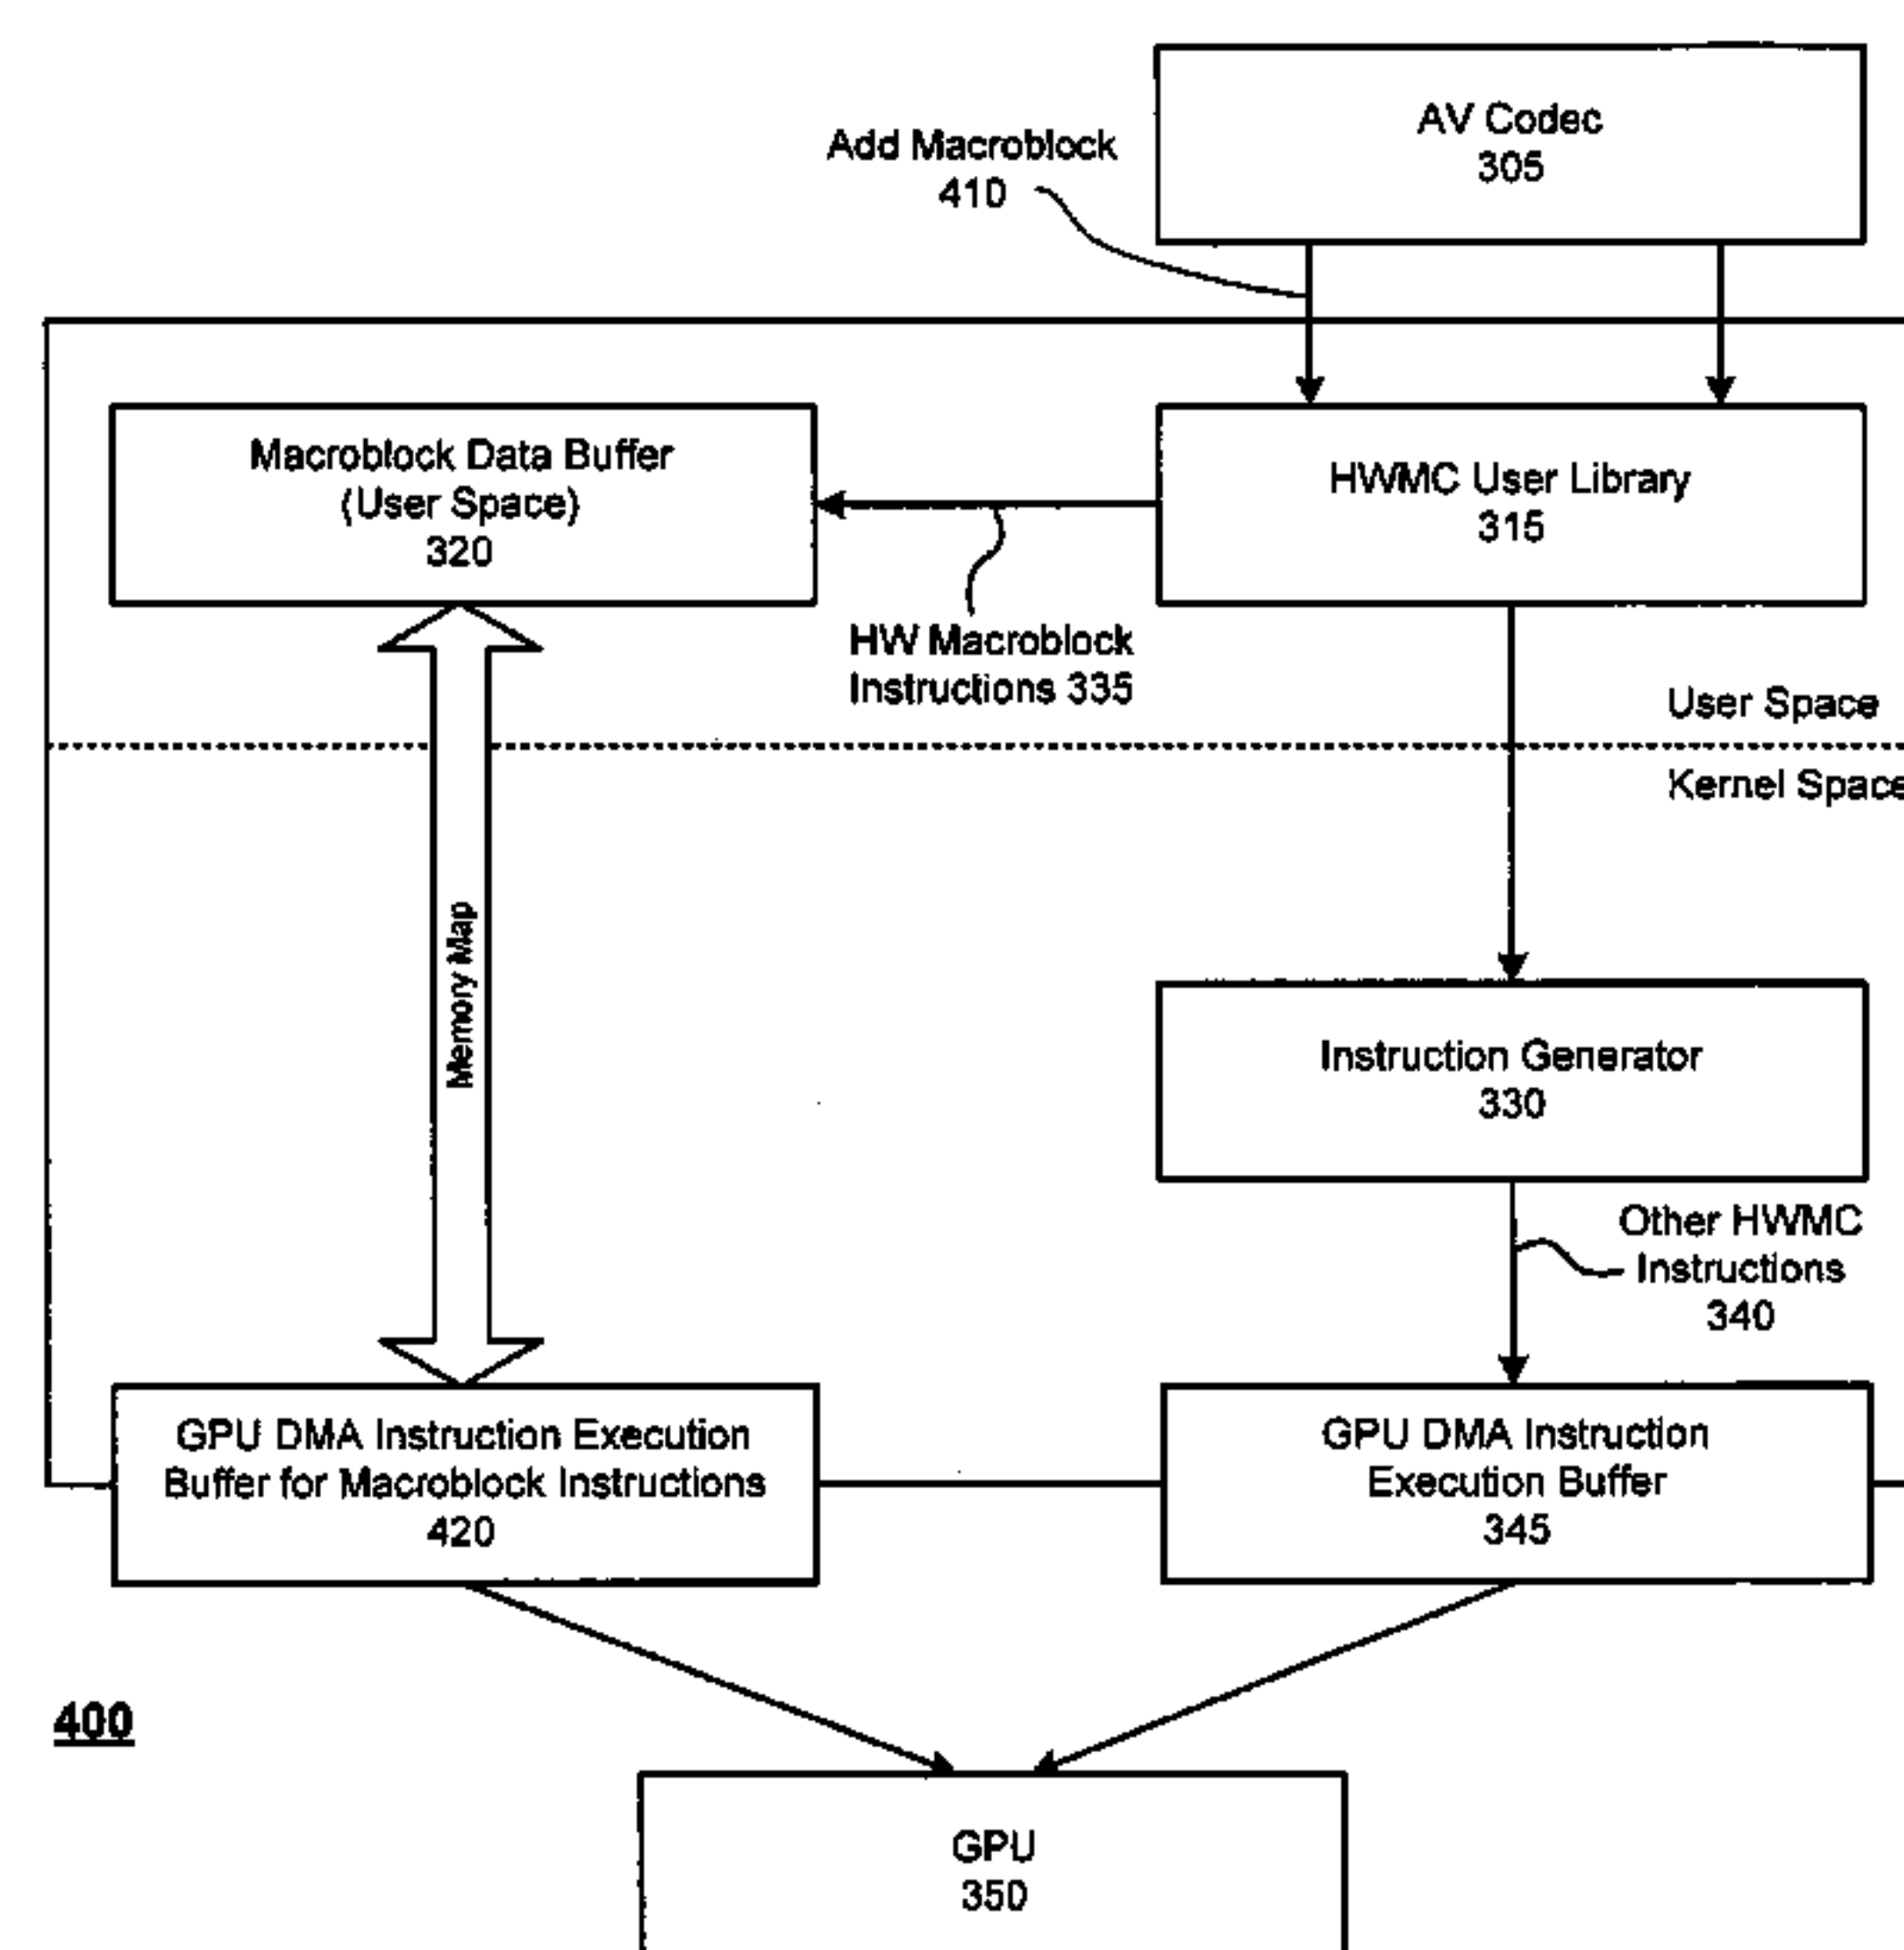 AV Codec
305
Add Macroblock
410
Macroblock Data Buffer
(User Space)
320
HWMC User Library
315
HW Macroblock
Instructions 335
User Space
Kernel Space
Memory Map
Instruction Generator
330
Other HWMC
Instructions
340
GPU DMA Instruction Execution
Buffer for Macroblock Instructions
420
GPU DMA Instruction
Execution Buffer
345
400
GPU
350